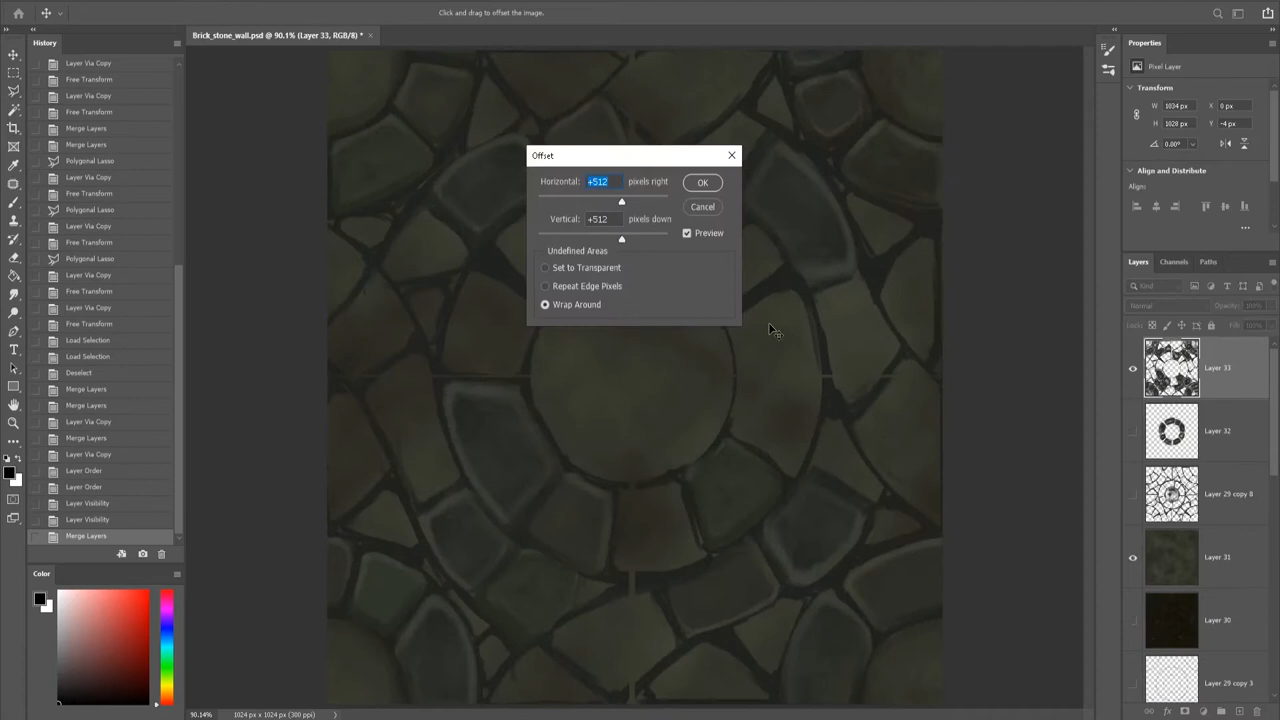 Click and drag to offset the image.
Brick_stone_wall.psd @ 90.1% (Layer 33, RGB/8) *
History
Layer Via Copy
Free Transform
Layer Via Copy
Free Transform
Merge Layers
Merge Layers
Polygonal Lasso
Layer Via Copy
Free Transform
Polygonal Lasso
Layer Via Copy
Free Transform
Polygonal Lasso
Layer Via Copy
Free Transform
Layer Via Copy
Free Transform
Load Selection
Load Selection
Deselect
Merge Layers
Merge Layers
Layer Via Copy
Merge Layers
Layer Via Copy
Layer Order
Layer Order
Layer Visibility
Layer Visibility
Merge Layers
Color
Offset
Horizontal: +512 pixels right
OK
Vertical: +512 pixels down
Cancel
Preview
Undefined Areas
Set to Transparent
Repeat Edge Pixels
Wrap Around
90.14% 1024 px x 1024 px (300 ppi)
Properties
Pixel Layer
Transform
W 1034 px X 0 px
H 1028 px Y -4 px
0.00°
Align and Distribute
Align:
Layers Channels Paths
Kind
Normal Opacity: 100%
Lock: Fill: 100%
Layer 33
Layer 32
Layer 29 copy 8
Layer 31
Layer 30
Layer 29 copy 3